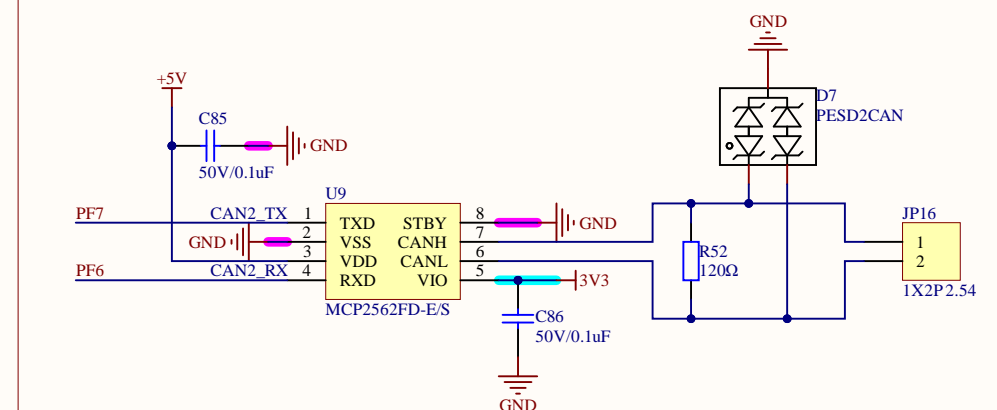 GND
D7
PESD2CAN
+5V
C85
GND
50V/0.1uF
U9
PF7
CAN2_TX
1
TXD
STBY
8
GND
GND
2
VSS
CANH
7
3
VDD
CANL
6
PF6
CAN2_RX
4
RXD
VIO
5
3V3
MCP2562FD-E/S
C86
50V/0.1uF
GND
R52
120Ω
JP16
1
2
1X2P 2.54